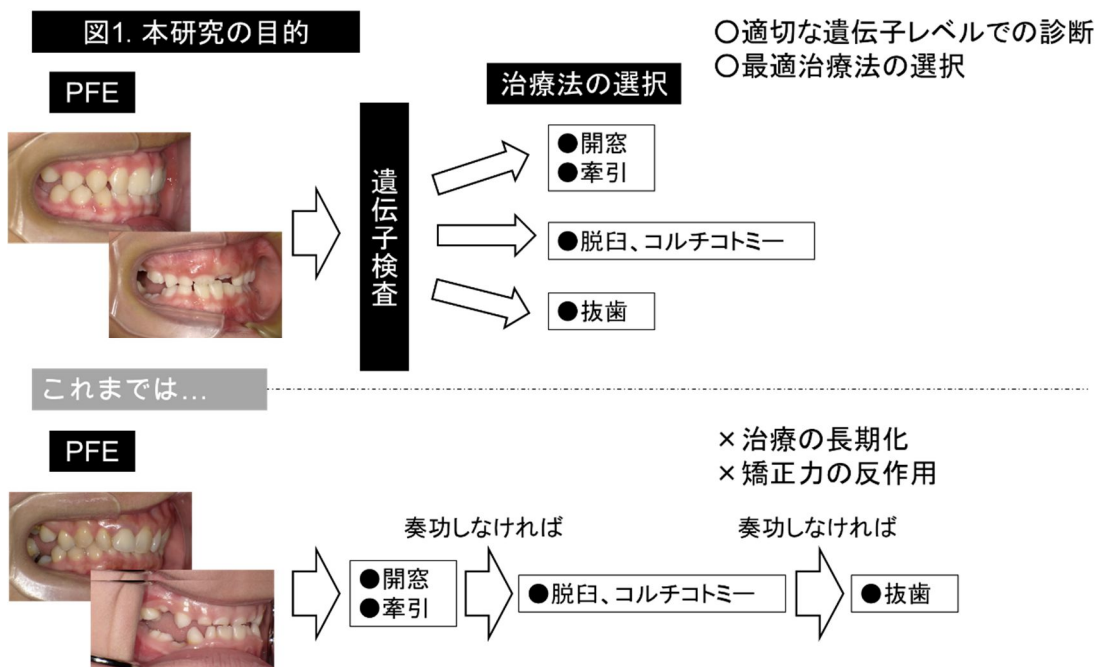 図1. 本研究の目的
○適切な遺伝子レベルでの診断
○最適治療法の選択
PFE
治療法の選択
遺伝子検査
●開窓
●牽引
●脱臼、コルチコトミー
●抜歯
これまでは…
PFE
×治療の長期化
×矯正力の反作用
奏功しなければ
奏功しなければ
●開窓
●牽引
●脱臼、コルチコトミー
●抜歯